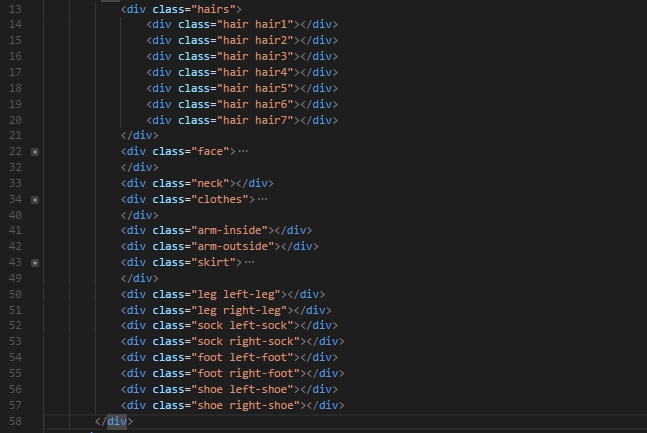 13 <div class="hairs">
14 <div class="hair hair1"></div>
15 <div class="hair hair2"></div>
16 <div class="hair hair3"></div>
17 <div class="hair hair4"></div>
18 <div class="hair hair5"></div>
19 <div class="hair hair6"></div>
20 <div class="hair hair7"></div>
21 </div>
22 <div class="face">⋯
32 </div>
33 <div class="neck"></div>
34 <div class="clothes">⋯
40 </div>
41 <div class="arm-inside"></div>
42 <div class="arm-outside"></div>
43 <div class="skirt">⋯
49 </div>
50 <div class="leg left-leg"></div>
51 <div class="leg right-leg"></div>
52 <div class="sock left-sock"></div>
53 <div class="sock right-sock"></div>
54 <div class="foot left-foot"></div>
55 <div class="foot right-foot"></div>
56 <div class="shoe left-shoe"></div>
57 <div class="shoe right-shoe"></div>
58 </div>